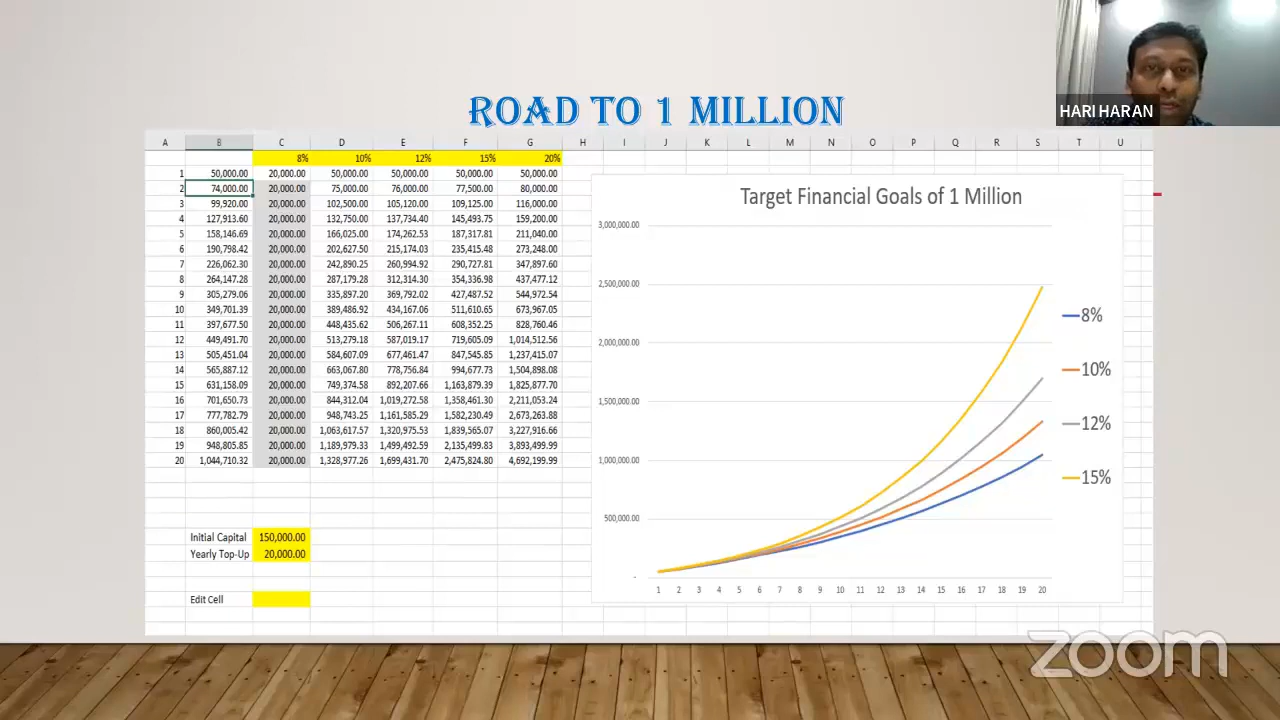 HARI HARAN
ROAD TO 1 MILLION
A B C D E F G H I J K L M N O P Q R S T U
8% 10% 12% 15% 20%
1 50,000.00 20,000.00 50,000.00 50,000.00 50,000.00 50,000.00
2 74,000.00 20,000.00 75,000.00 76,000.00 77,500.00 80,000.00
3 99,920.00 20,000.00 102,500.00 105,120.00 109,125.00 116,000.00
4 127,913.60 20,000.00 132,750.00 137,734.40 145,493.75 159,200.00
5 158,146.69 20,000.00 166,025.00 174,262.53 187,317.81 211,040.00
6 190,798.42 20,000.00 202,627.50 215,174.03 235,415.48 273,248.00
7 226,062.30 20,000.00 242,890.25 260,994.92 290,727.81 347,897.60
8 264,147.28 20,000.00 287,179.28 312,314.30 354,336.98 437,477.12
9 305,279.06 20,000.00 335,897.20 369,792.02 427,487.52 544,972.54
10 349,701.39 20,000.00 389,486.92 434,167.06 511,610.65 673,967.05
11 397,677.50 20,000.00 448,435.62 506,267.11 608,352.25 828,760.46
12 449,491.70 20,000.00 513,279.18 587,019.17 719,605.09 1,014,512.56
13 505,451.04 20,000.00 584,607.09 677,461.47 847,545.85 1,237,415.07
14 565,887.12 20,000.00 663,067.80 778,756.84 994,677.73 1,504,898.08
15 631,158.09 20,000.00 749,374.58 892,207.66 1,163,879.39 1,825,877.70
16 701,650.73 20,000.00 844,312.04 1,019,272.58 1,358,461.30 2,211,053.24
17 777,782.79 20,000.00 948,743.25 1,161,585.29 1,582,230.49 2,673,263.88
18 860,005.42 20,000.00 1,063,617.57 1,320,975.53 1,839,565.07 3,227,916.66
19 948,805.85 20,000.00 1,189,979.33 1,499,492.59 2,135,499.83 3,893,499.99
20 1,044,710.32 20,000.00 1,328,977.26 1,699,431.70 2,475,824.80 4,692,199.99
Initial Capital 150,000.00
Yearly Top-Up 20,000.00
Edit Cell
Target Financial Goals of 1 Million
3,000,000.00
2,500,000.00
2,000,000.00
1,500,000.00
1,000,000.00
500,000.00
-
1 2 3 4 5 6 7 8 9 10 11 12 13 14 15 16 17 18 19 20
8%
10%
12%
15%
zoom